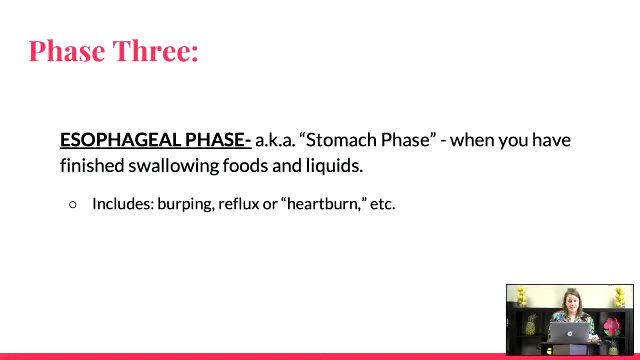 Phase Three:
ESOPHAGEAL PHASE- a.k.a. “Stomach Phase” - when you have
finished swallowing foods and liquids.
○ Includes: burping, reflux or “heartburn,” etc.